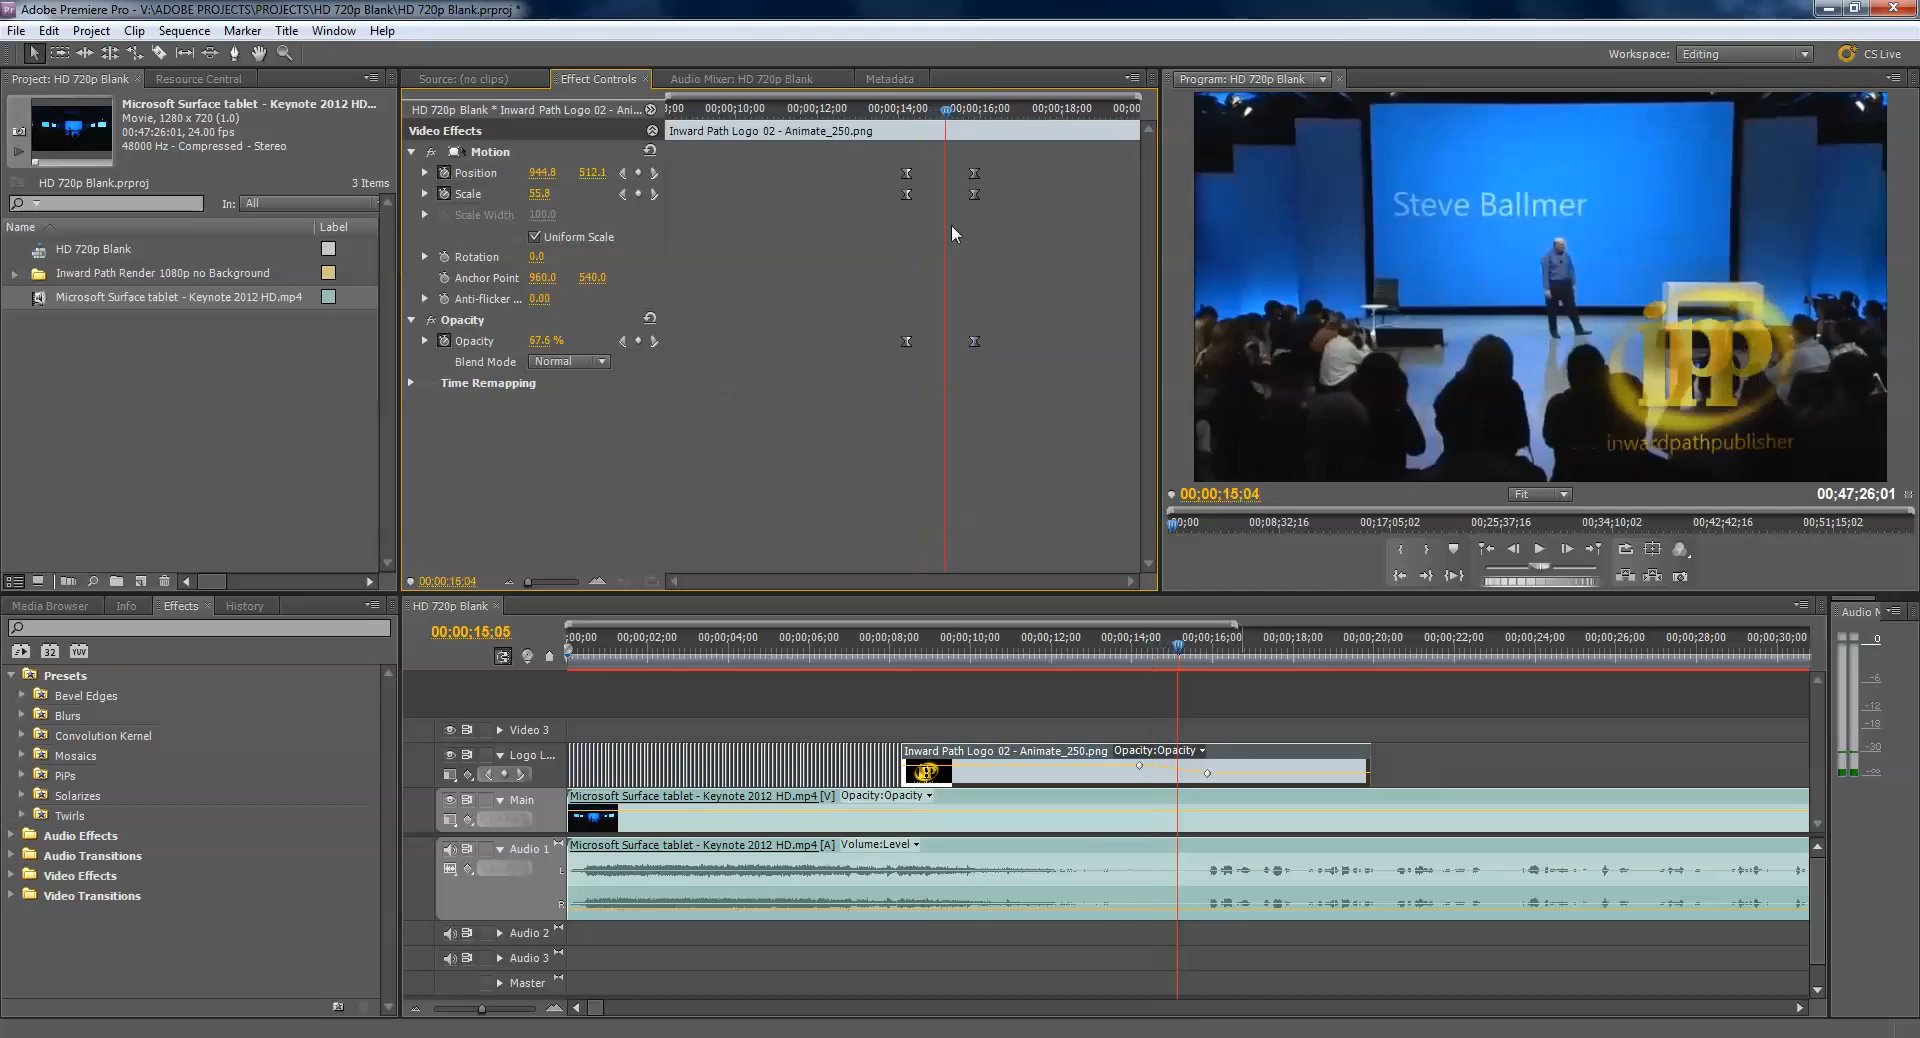 Adobe Premiere Pro - V:\ADOBE PROJECTS\PROJECTS\HD 720p Blank\HD 720p Blank.prproj *
File Edit Project Clip Sequence Marker Title Window Help
Workspace: Editing CS Live
Project: HD 720p Blank Resource Central
Microsoft Surface tablet - Keynote 2012 HD...
Movie, 1280 x 720 (1.0)
00;47;26;01, 24.00 fps
48000 Hz - Compressed - Stereo
HD 720p Blank.prproj 3 Items
In: All
Name Label
HD 720p Blank
Inward Path Render 1080p no Background
Microsoft Surface tablet - Keynote 2012 HD.mp4
Source: (no clips) Effect Controls Audio Mixer: HD 720p Blank Metadata
HD 720p Blank * Inward Path Logo 02 - Ani... 00;00;10;00 00;00;12;00 00;00;14;00 00;00;16;00 00;00;18;00
Video Effects Inward Path Logo 02 - Animate_250.png
fx Motion
Position 944.8 512.1
Scale 55.8
Scale Width 100.0
Uniform Scale
Rotation 0.0
Anchor Point 960.0 540.0
Anti-flicker ... 0.00
fx Opacity
Opacity 67.6 %
Blend Mode Normal
Time Remapping
00;00;15;04
Program: HD 720p Blank
Steve Ballmer
ipp
inwardpathpublisher
00;00;15;04 Fit 00;47;26;01
00;00 00;08;32;16 00;17;05;02 00;25;37;16 00;34;10;02 00;42;42;16 00;51;15;02
Media Browser Info Effects History
32 YUV
Presets
Bevel Edges
Blurs
Convolution Kernel
Mosaics
PiPs
Solarizes
Twirls
Audio Effects
Audio Transitions
Video Effects
Video Transitions
HD 720p Blank
00;00;15;05
;00;00 00;00;02;00 00;00;04;00 00;00;06;00 00;00;08;00 00;00;10;00 00;00;12;00 00;00;14;00 00;00;16;00 00;00;18;00 00;00;20;00 00;00;22;00 00;00;24;00 00;00;26;00 00;00;28;00 00;00;30;00
Video 3
Logo L... Inward Path Logo 02 - Animate_250.png Opacity:Opacity
Main Microsoft Surface tablet - Keynote 2012 HD.mp4 [V] Opacity:Opacity
Audio 1 Microsoft Surface tablet - Keynote 2012 HD.mp4 [A] Volume:Level
L
R
Audio 2
Audio 3
Master
Audio M
0
-6
-12
-18
-30